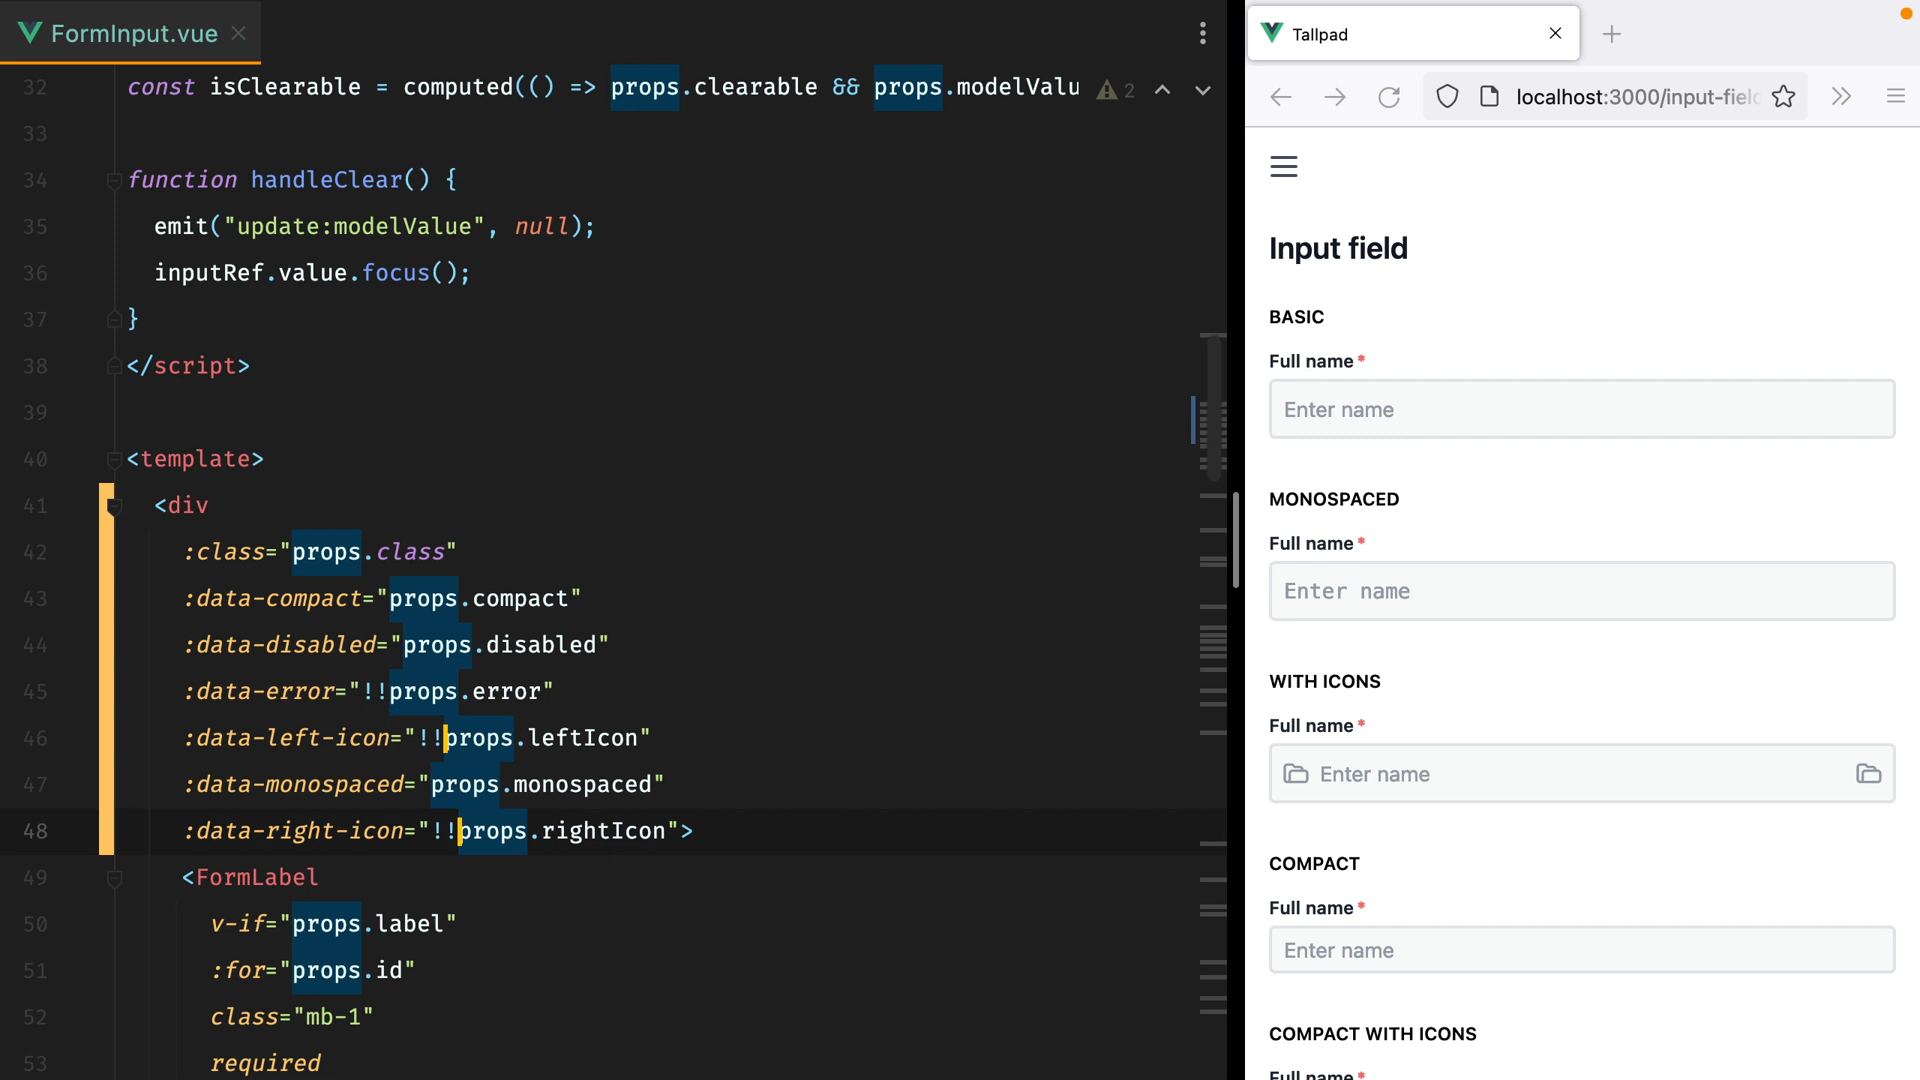 FormInput.vue
32 const isClearable = computed(() => props.clearable && props.modelValu
2
33
34 function handleClear() {
35 emit("update:modelValue", null);
36 inputRef.value.focus();
37 }
38 </script>
39
40 <template>
41 <div
42 :class="props.class"
43 :data-compact="props.compact"
44 :data-disabled="props.disabled"
45 :data-error="!!props.error"
46 :data-left-icon="!!props.leftIcon"
47 :data-monospaced="props.monospaced"
48 :data-right-icon="!!props.rightIcon">
49 <FormLabel
50 v-if="props.label"
51 :for="props.id"
52 class="mb-1"
53 required
Tallpad
localhost:3000/input-fiel
Input field
BASIC
Full name *
Enter name
MONOSPACED
Full name *
Enter name
WITH ICONS
Full name *
Enter name
COMPACT
Full name *
Enter name
COMPACT WITH ICONS
Full name *